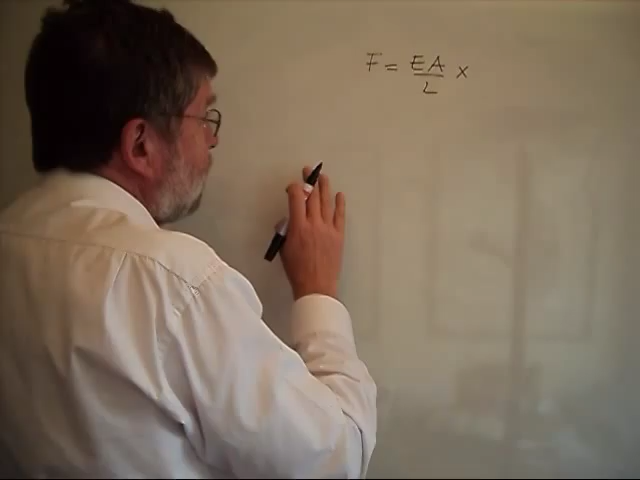 F = EA/L x